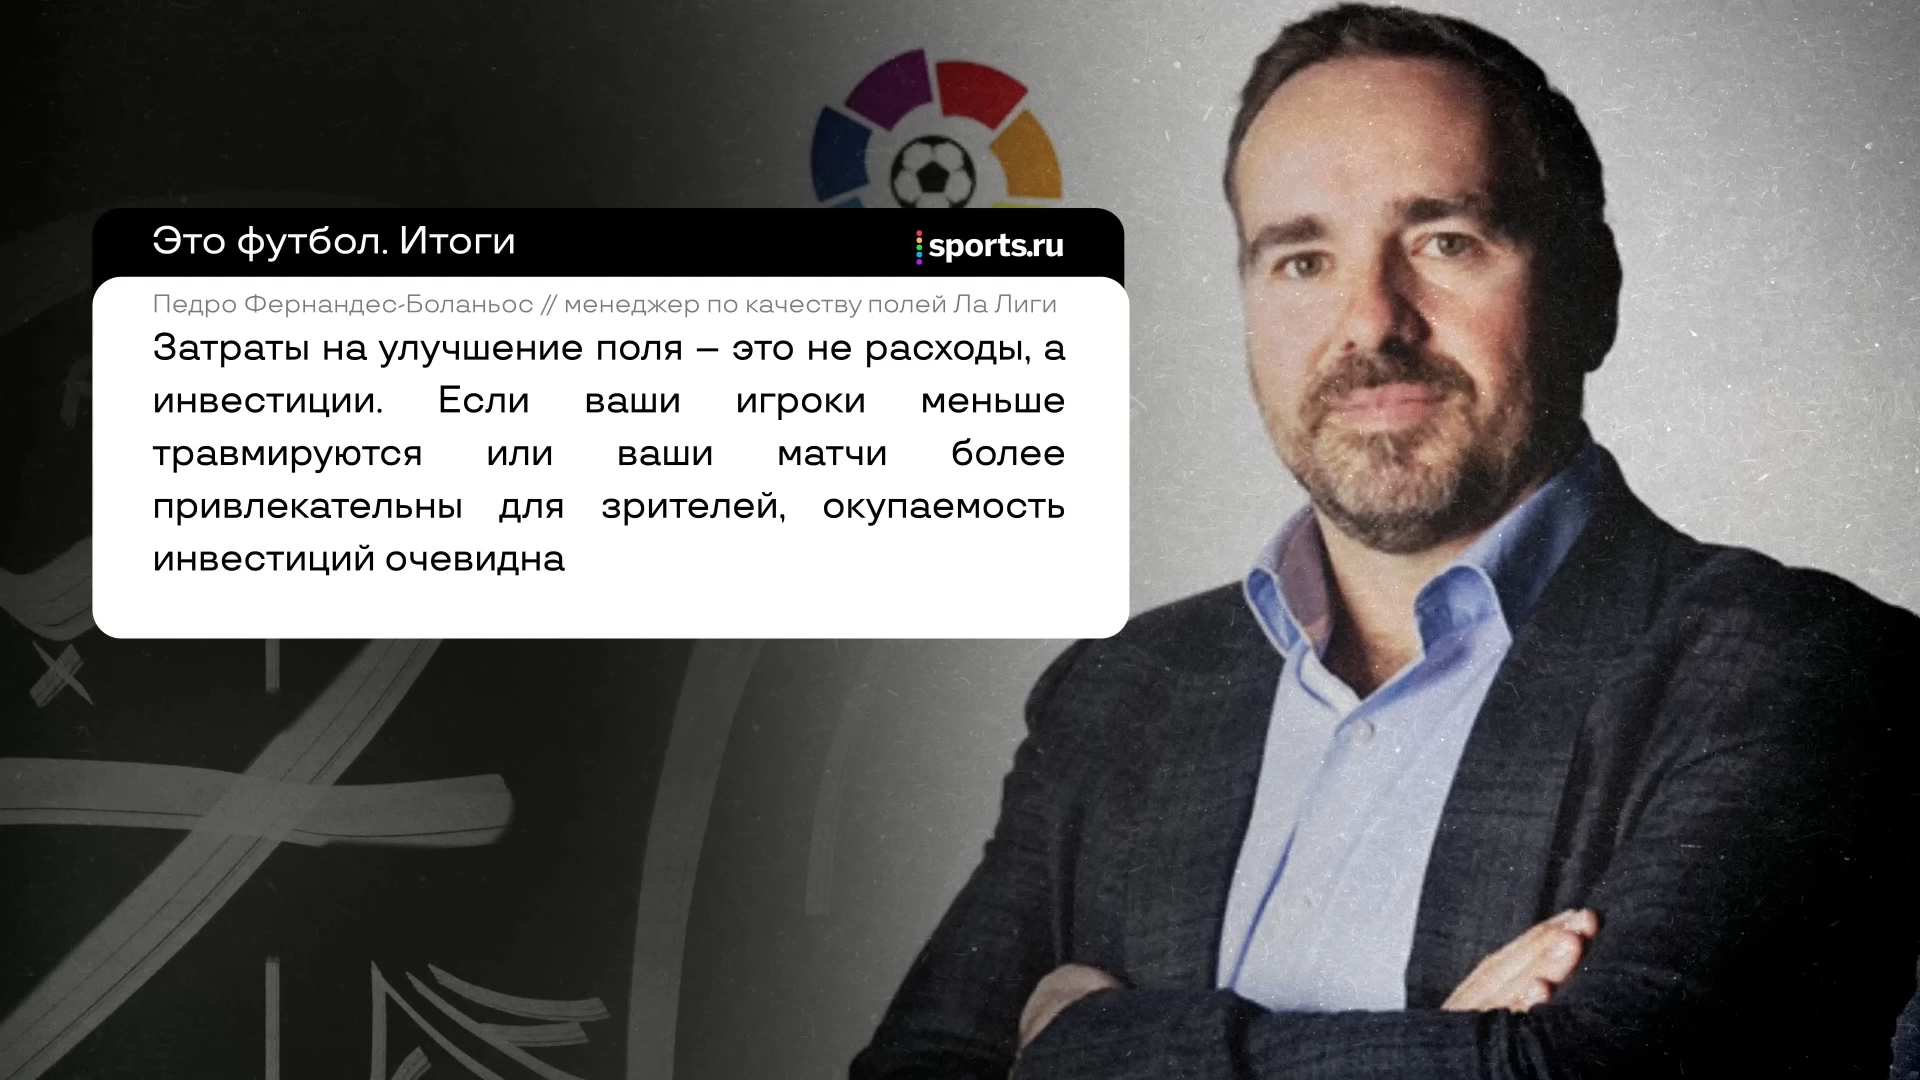 Это футбол. Итоги
sports.ru
Педро Фернандес-Боланьос // менеджер по качеству полей Ла Лиги
Затраты на улучшение поля – это не расходы, а
инвестиции. Если ваши игроки меньше
травмируются или ваши матчи более
привлекательны для зрителей, окупаемость
инвестиций очевидна